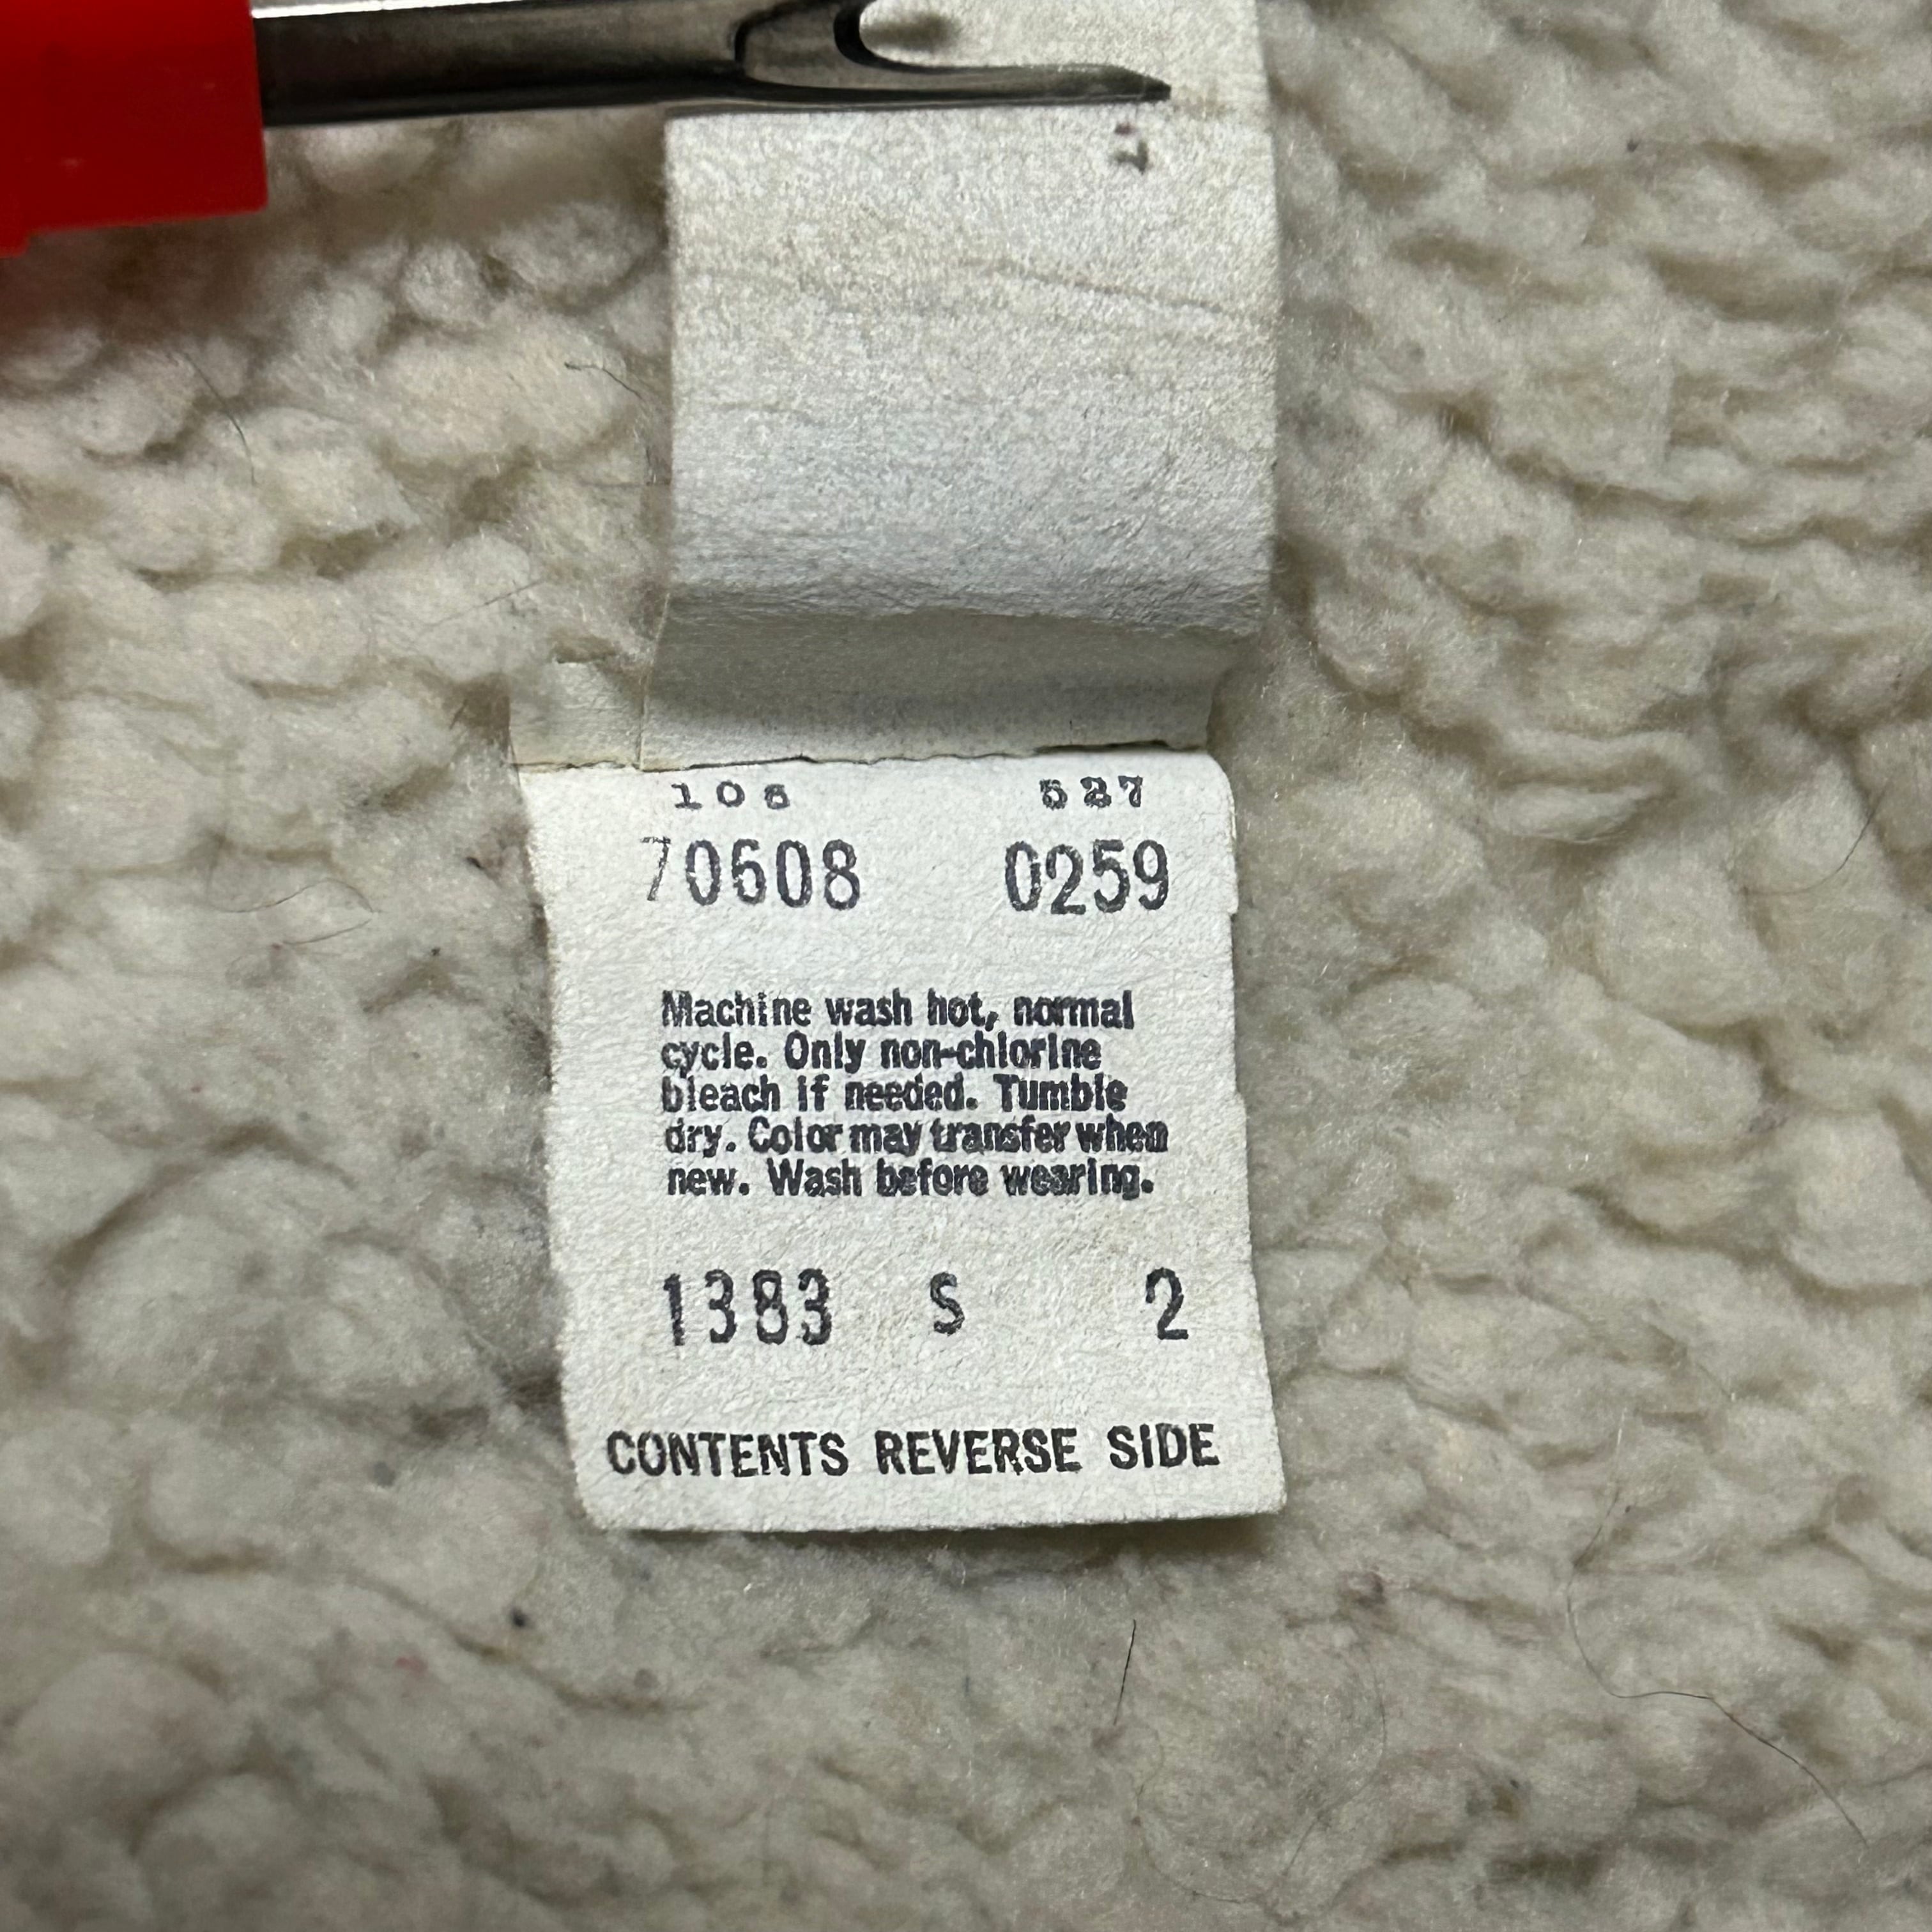 108 527
70608 0259
Machine wash hot, normal
cycle. Only non-chlorine
bleach if needed. Tumble
dry. Color may transfer when
new. Wash before wearing.
1383 S 2
CONTENTS REVERSE SIDE